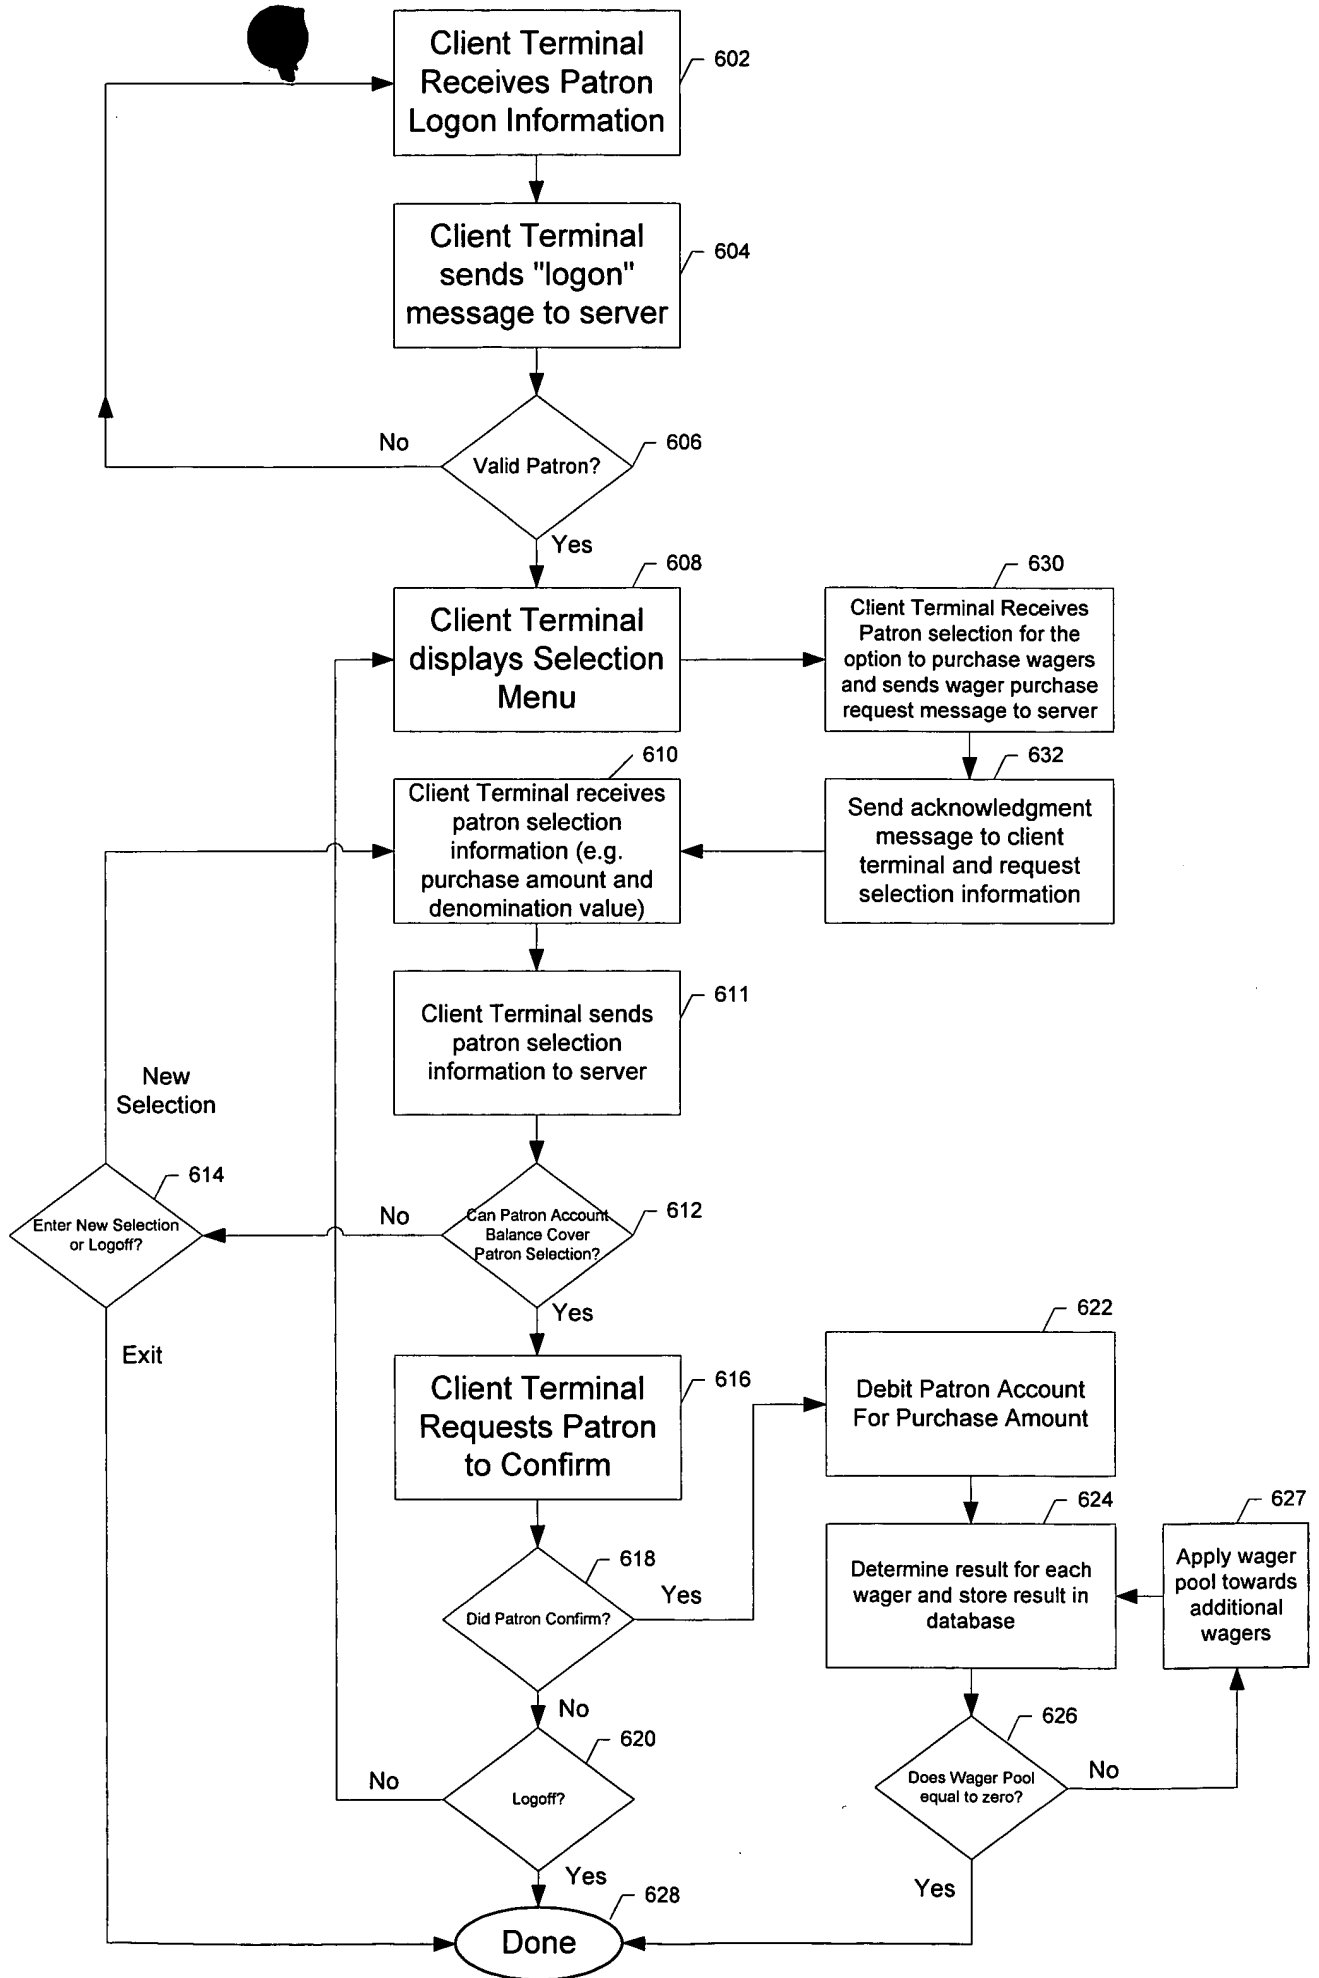 Client Terminal
Receives Patron
Logon Information
602
Client Terminal
sends "logon"
message to server
604
No
Valid Patron?
606
Yes
608
Client Terminal
displays Selection
Menu
630
Client Terminal Receives
Patron selection for the
option to purchase wagers
and sends wager purchase
request message to server
610
Client Terminal receives
patron selection
information (e.g.
purchase amount and
denomination value)
632
Send acknowledgment
message to client
terminal and request
selection information
Client Terminal sends
patron selection
information to server
611
New
Selection
614
Enter New Selection
or Logoff?
No
Can Patron Account
Balance Cover
Patron Selection?
612
Yes
Exit
Client Terminal
Requests Patron
to Confirm
616
622
Debit Patron Account
For Purchase Amount
618
Did Patron Confirm?
Yes
624
Determine result for each
wager and store result in
database
627
Apply wager
pool towards
additional
wagers
No
620
Logoff?
No
626
Does Wager Pool
equal to zero?
No
Yes
Yes
628
Done